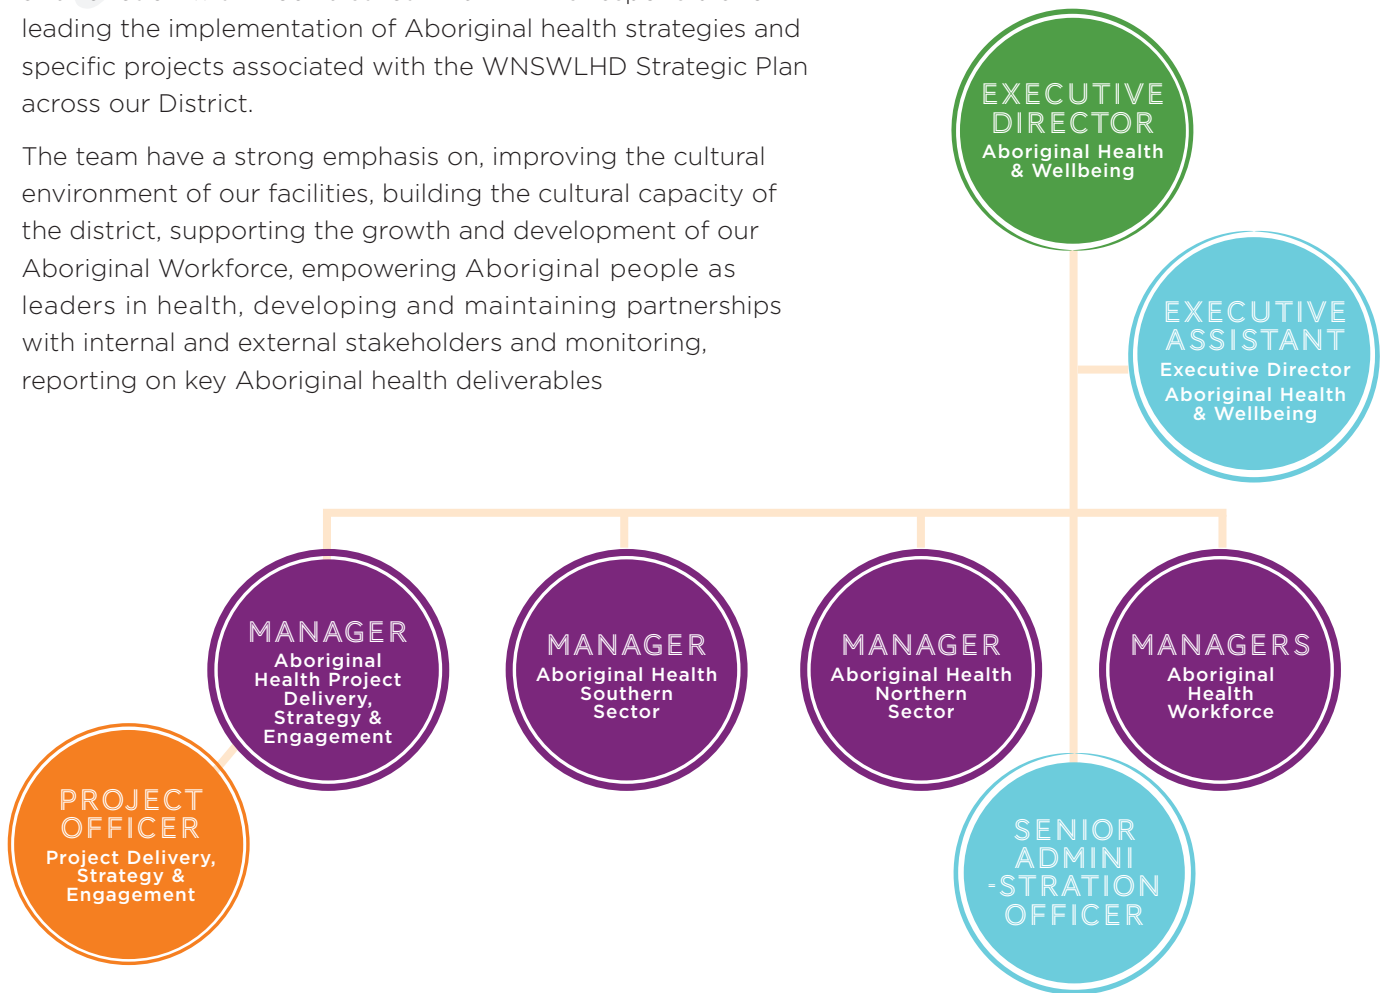 leading the implementation of Aboriginal health strategies and
specific projects associated with the WNSWLHD Strategic Plan
across our District.
The team have a strong emphasis on, improving the cultural
environment of our facilities, building the cultural capacity of
the district, supporting the growth and development of our
Aboriginal Workforce, empowering Aboriginal people as
leaders in health, developing and maintaining partnerships
with internal and external stakeholders and monitoring,
reporting on key Aboriginal health deliverables
EXECUTIVE
DIRECTOR
Aboriginal Health
& Wellbeing
EXECUTIVE
ASSISTANT
Executive Director
Aboriginal Health
& Wellbeing
MANAGER
Aboriginal
Health Project
Delivery,
Strategy &
Engagement
MANAGER
Aboriginal Health
Southern
Sector
MANAGER
Aboriginal Health
Northern
Sector
MANAGERS
Aboriginal
Health
Workforce
PROJECT
OFFICER
Project Delivery,
Strategy &
Engagement
SENIOR
ADMINI
-STRATION
OFFICER